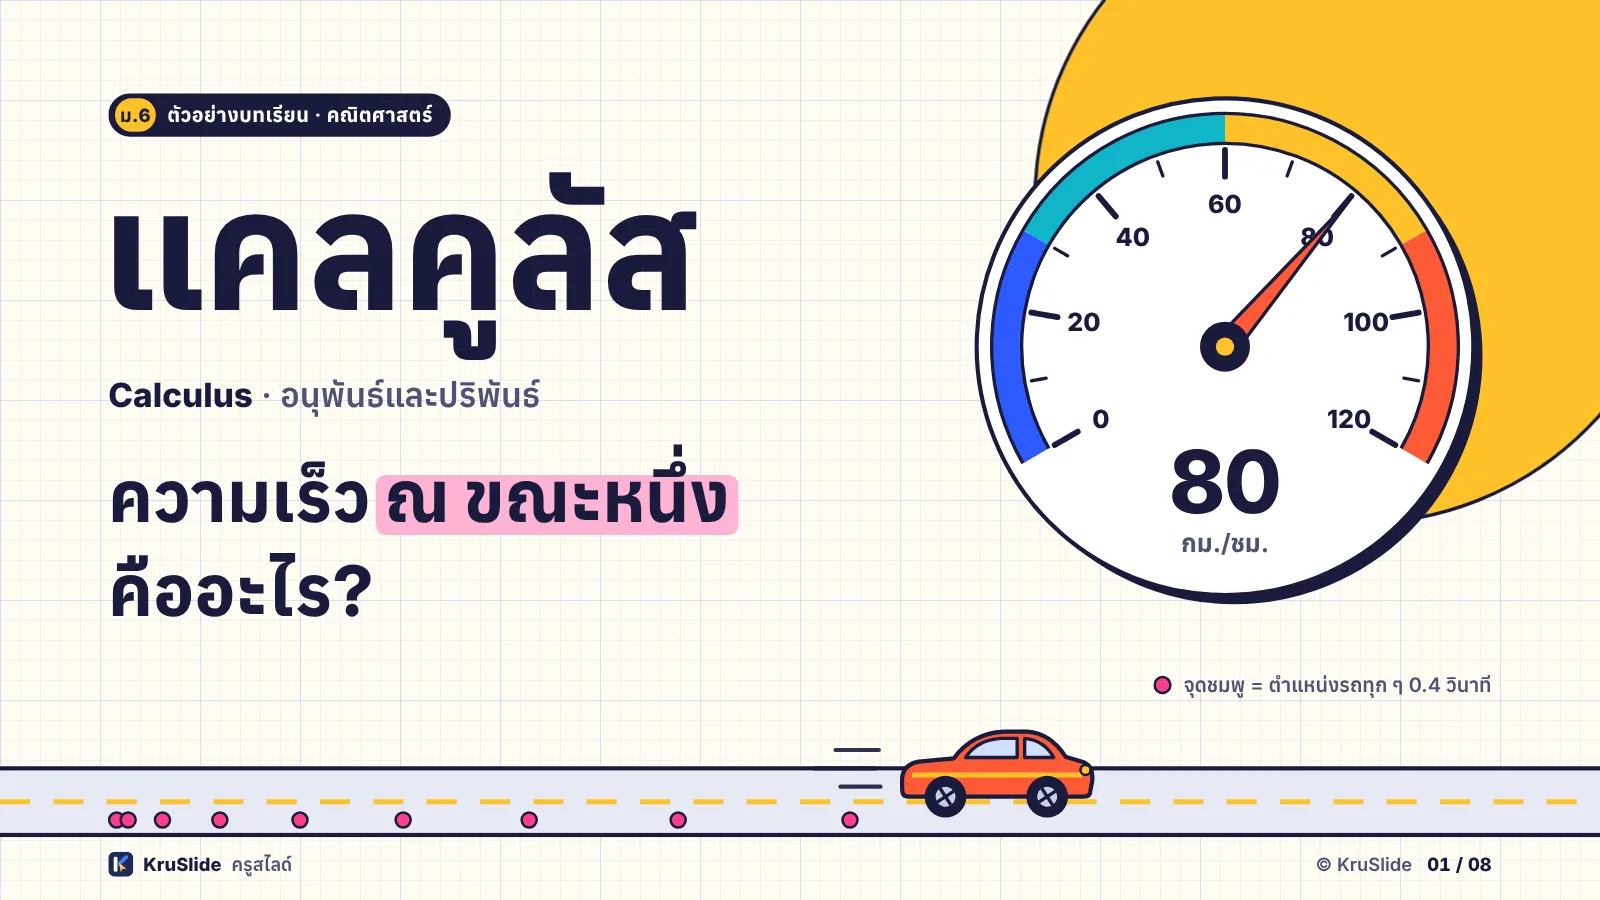 ม.6 ตัวอย่างบทเรียน · คณิตศาสตร์
แคลคูลัส
Calculus · อนุพันธ์และปริพันธ์
ความเร็ว ณ ขณะหนึ่ง
คืออะไร?
0
20
40
60
80
100
120
80
กม./ชม.
จุดชมพู = ตำแหน่งรถทุก ๆ 0.4 วินาที
KruSlide ครูสไลด์
© KruSlide 01 / 08